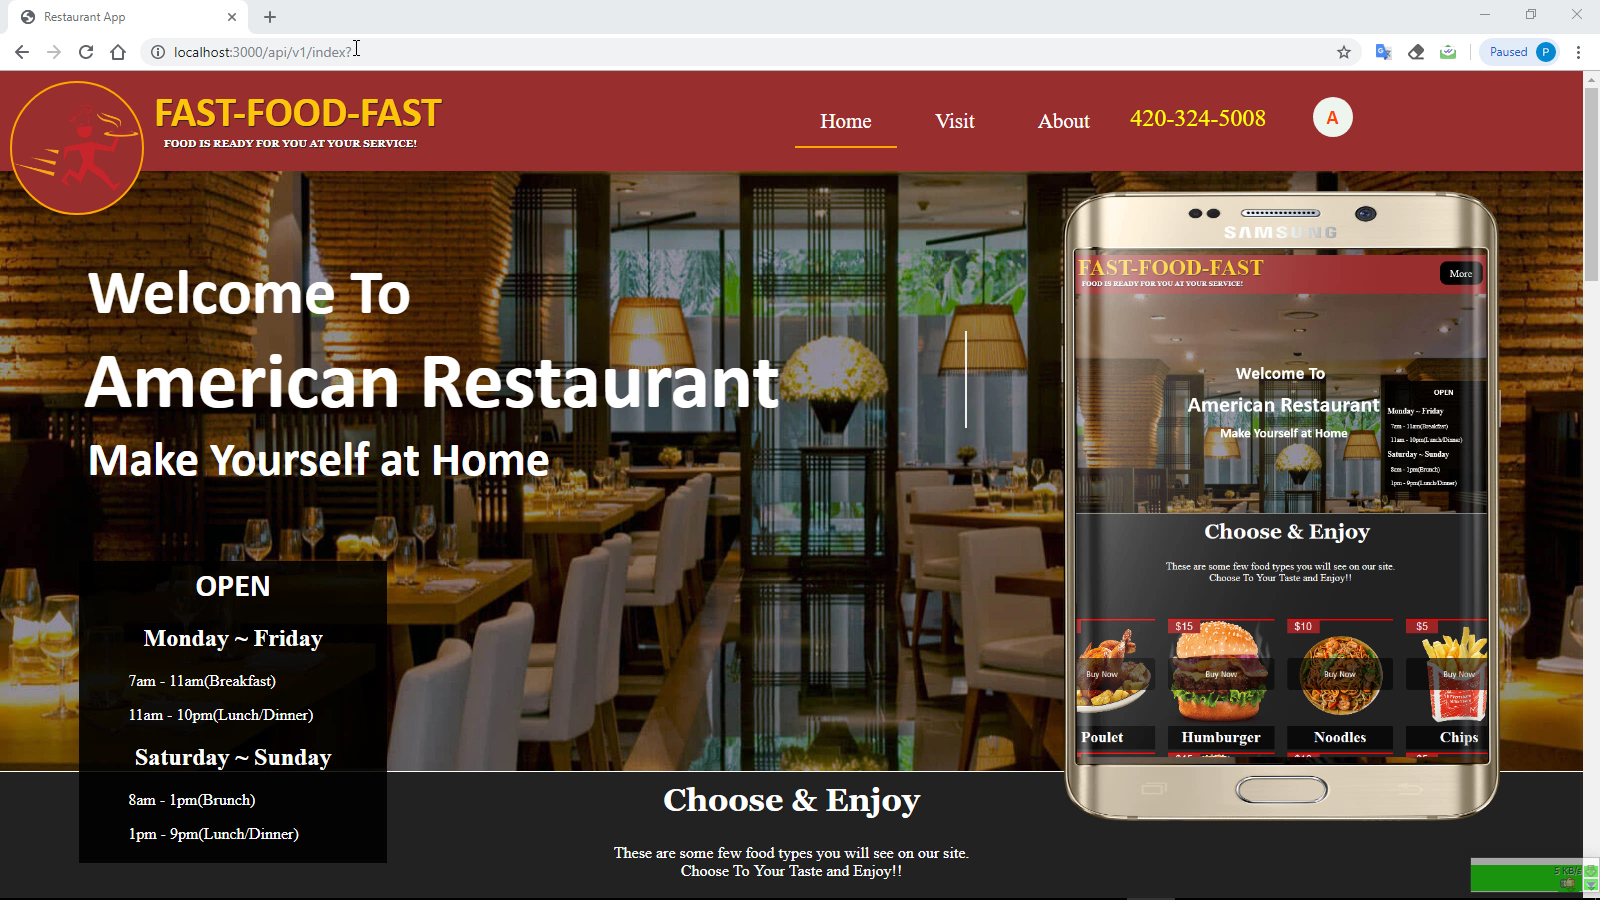 Restaurant App
localhost:3000/api/v1/index?
Paused P
FAST-FOOD-FAST
FOOD IS READY FOR YOU AT YOUR SERVICE!
Home
Visit
About
420-324-5008
A
Welcome To
American Restaurant
Make Yourself at Home
OPEN
Monday ~ Friday
7am - 11am(Breakfast)
11am - 10pm(Lunch/Dinner)
Saturday ~ Sunday
8am - 1pm(Brunch)
1pm - 9pm(Lunch/Dinner)
SAMSUNG
FAST-FOOD-FAST
FOOD IS READY FOR YOU AT YOUR SERVICE!
More
Welcome To
American Restaurant
Make Yourself at Home
OPEN
Monday ~ Friday
7am - 11am(Breakfast)
11am - 10pm(Lunch/Dinner)
Saturday ~ Sunday
8am - 1pm(Brunch)
1pm - 9pm(Lunch/Dinner)
Choose & Enjoy
These are some few food types you will see on our site.
Choose To Your Taste and Enjoy!!
$15 $10 $5
Buy Now Buy Now Buy Now Buy Now
Poulet Humburger Noodles Chips
Choose & Enjoy
These are some few food types you will see on our site.
Choose To Your Taste and Enjoy!!
5 KB/s